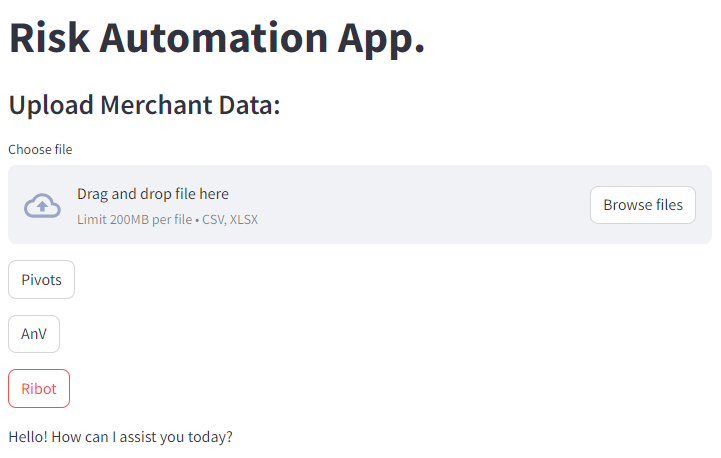 Risk Automation App.
Upload Merchant Data:
Choose file
Drag and drop file here
Limit 200MB per file • CSV, XLSX
Browse files
Pivots
AnV
Ribot
Hello! How can I assist you today?